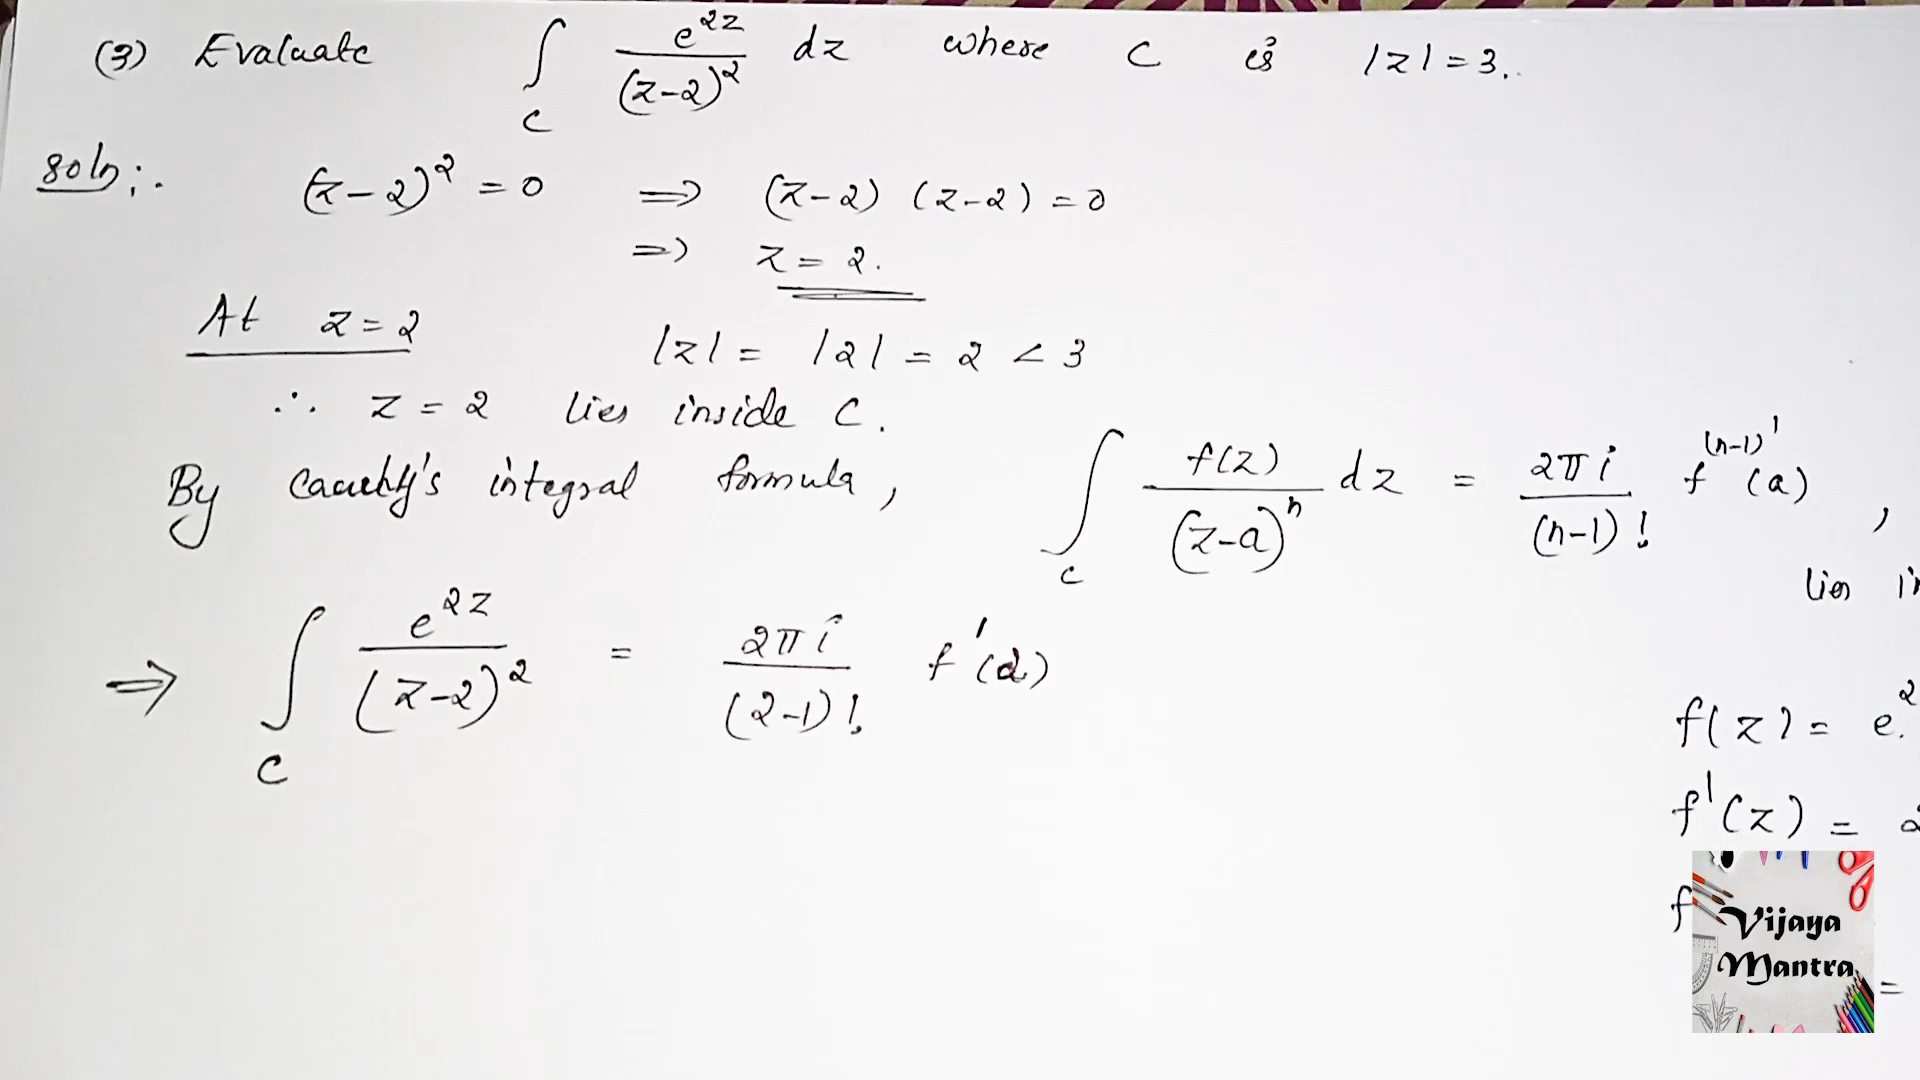 (3) Evaluate ∫_C e^{2z}/(z-2)^2 dz where C is |z|=3.
Soln:.
(z-2)^2 = 0 ⟹ (z-2) (z-2) = 0
⟹ z = 2.
At z=2 |z| = |2| = 2 < 3
∴ z = 2 lies inside C.
By Cauchy's integral formula, ∫_C f(z)/(z-a)^n dz = 2πi/(n-1)! f^{(n-1)'}(a) ,
lies
⟹ ∫_C e^{2z}/(z-2)^2 = 2πi/(2-1)! f'(2)
f(z) = e^2
f'(z) = 2
f
=
Vijaya
Mantra